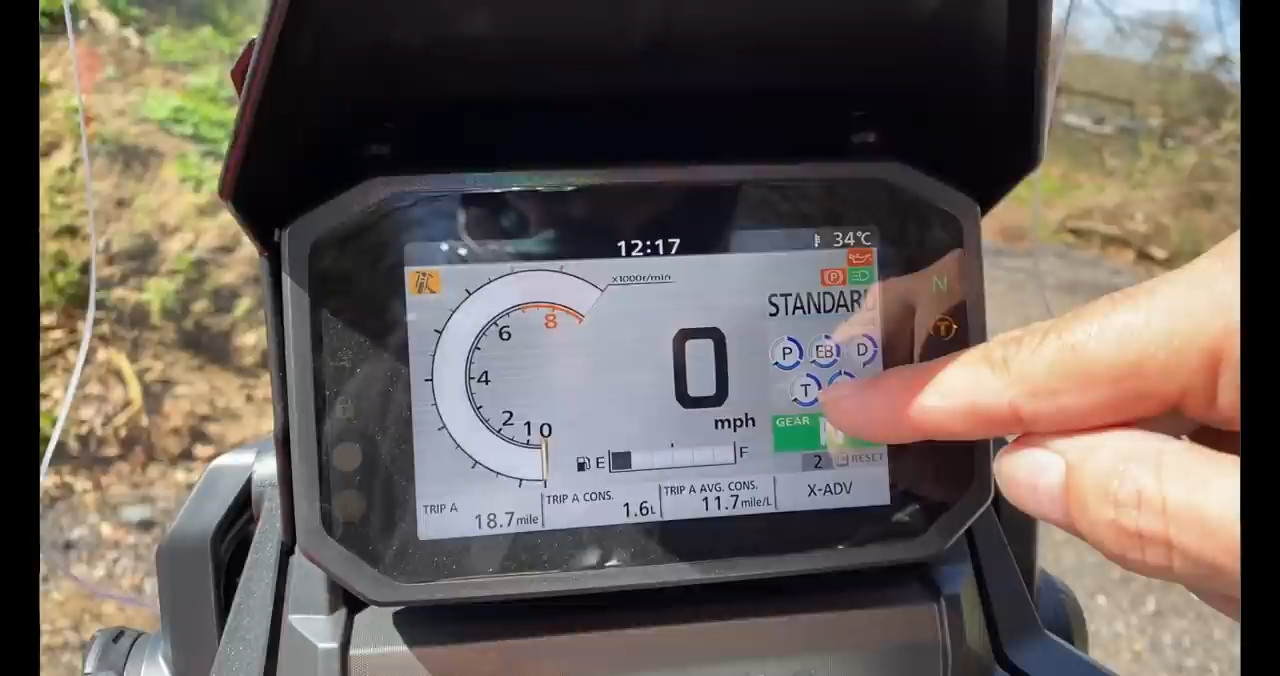 12:17
34°C
x1000r/min
STANDAR
P
EB
D
T
8
6
4
2
1
0
0
mph
GEAR
N
N
T
E
F
2
RESET
TRIP A
18.7mile
TRIP A CONS.
1.6L
TRIP A AVG. CONS.
11.7mile/L
X-ADV